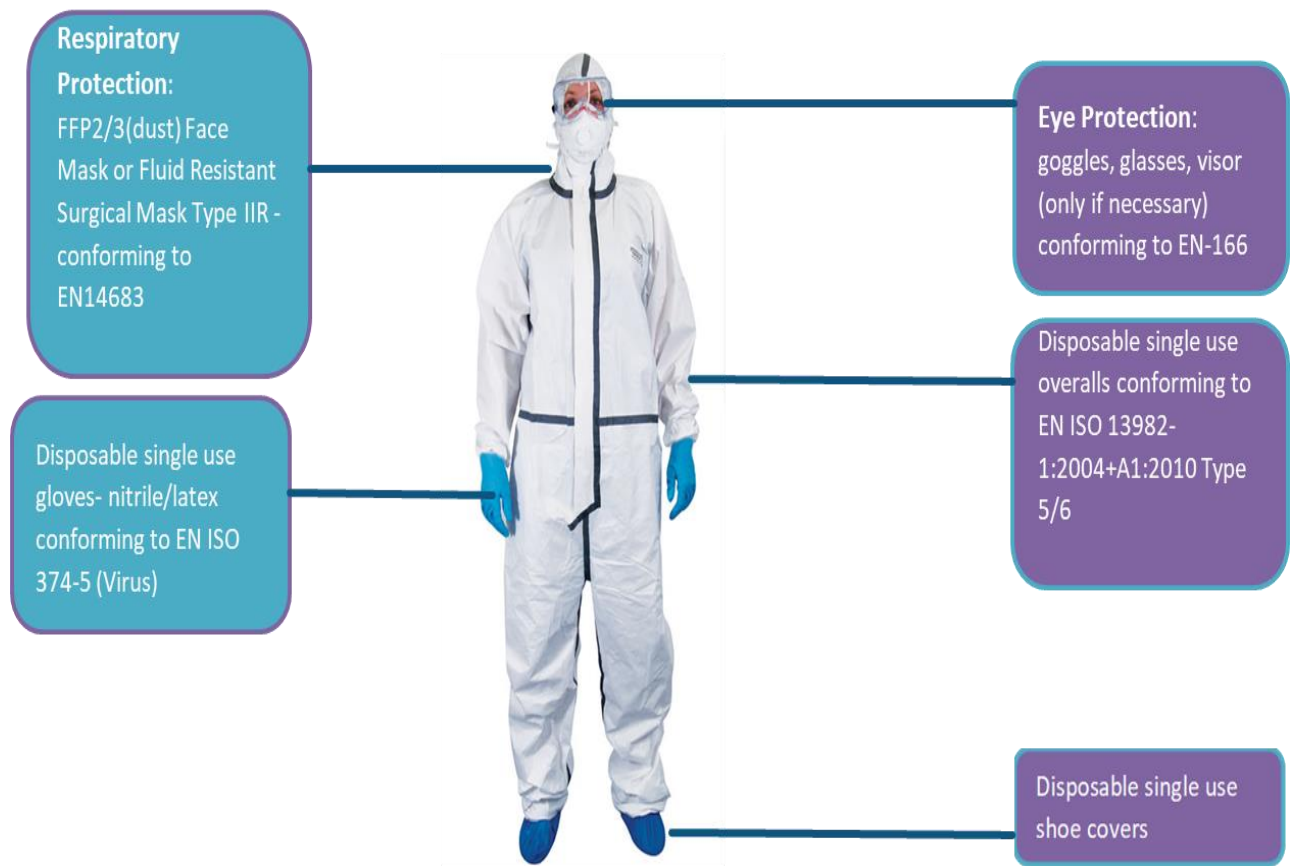 Respiratory
Protection:
FFP2/3(dust) Face
Mask or Fluid Resistant
Surgical Mask Type IIR -
conforming to
EN14683
Disposable single use
gloves- nitrile/latex
conforming to EN ISO
374-5 (Virus)
Eye Protection:
goggles, glasses, visor
(only if necessary)
conforming to EN-166
Disposable single use
overalls conforming to
EN ISO 13982-
1:2004+A1:2010 Type
5/6
Disposable single use
shoe covers